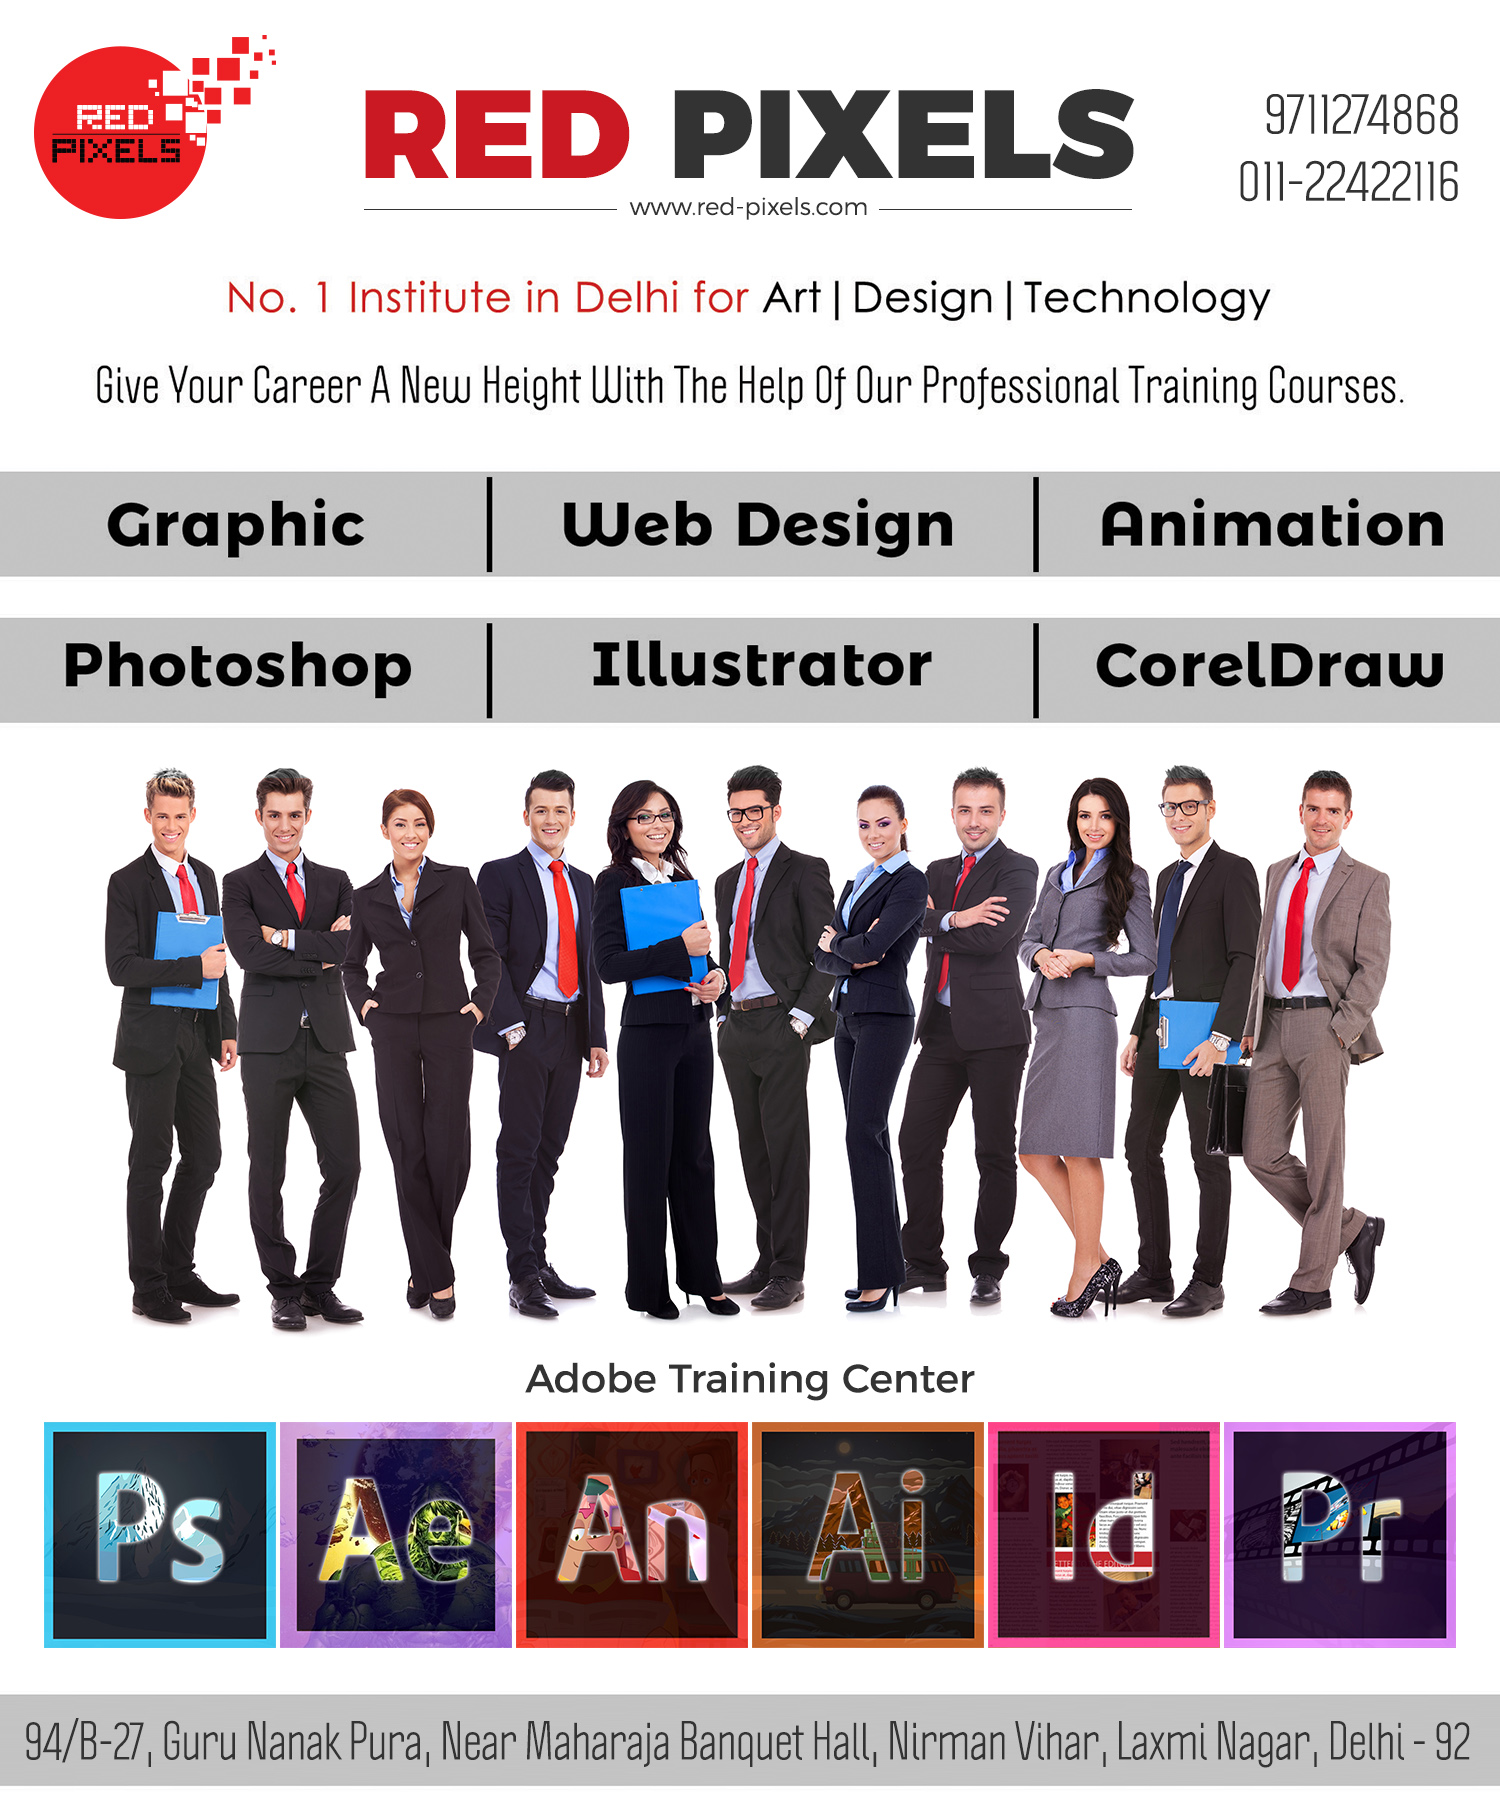 RED
PIXELS
RED PIXELS
www.red-pixels.com
9711274868
011-22422116
No. 1 Institute in Delhi for Art|Design|Technology
Give Your Career A New Height With The Help Of Our Professional Training Courses.
Graphic | Web Design | Animation
Photoshop | Illustrator | CorelDraw
Adobe Training Center
Ps Ae An Ai Id Pr
94/B-27, Guru Nanak Pura, Near Maharaja Banquet Hall, Nirman Vihar, Laxmi Nagar, Delhi - 92